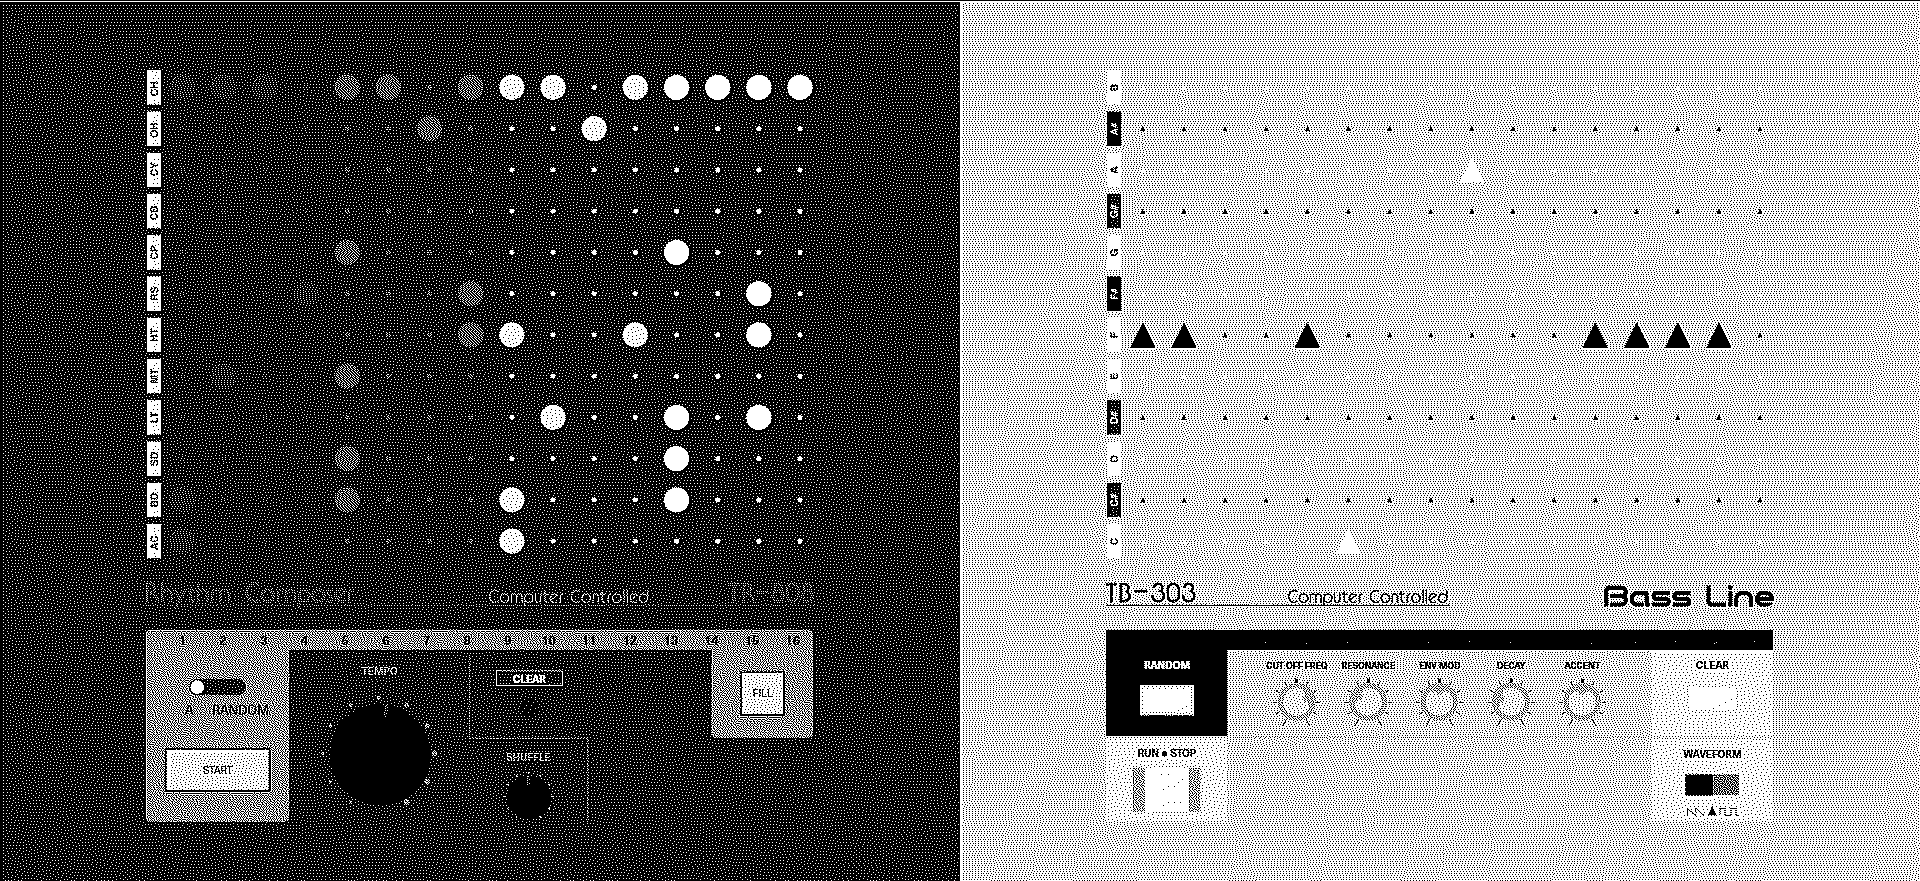 CH
OH
CY
CB
CP
RS
HT
MT
LT
SD
BD
AC
Rhythm Composer Computer Controlled TR-808
1 2 3 4 5 6 7 8 9 10 11 12 13 14 15 16
TEMPO
CLEAR
FILL
A RANDOM
SHUFFLE
START
B
A#
A
G#
G
F#
F
E
D#
D
C#
C
TB-303 Computer Controlled Bass Line
RANDOM
CUT OFF FREQ RESONANCE ENV MOD DECAY ACCENT
CLEAR
RUN • STOP
WAVEFORM